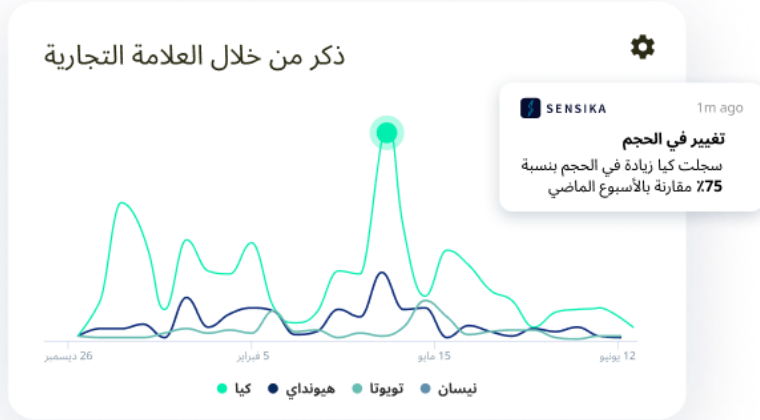 ذكر من خلال العلامة التجارية
SENSIKA
1m ago
تغيير في الحجم
سجلت كيا زيادة في الحجم بنسبة
75٪ مقارنة بالأسبوع الماضي
26 ديسمبر
5 فبراير
15 مايو
12 يونيو
كيا
هيونداي
تويوتا
نيسان